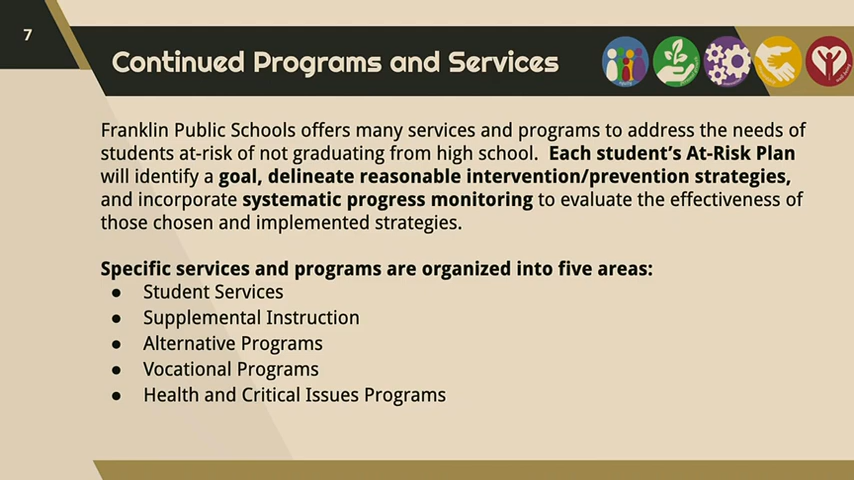 7
Continued Programs and Services
Franklin Public Schools offers many services and programs to address the needs of
students at-risk of not graduating from high school. Each student's At-Risk Plan
will identify a goal, delineate reasonable intervention/prevention strategies,
and incorporate systematic progress monitoring to evaluate the effectiveness of
those chosen and implemented strategies.
Specific services and programs are organized into five areas:
● Student Services
● Supplemental Instruction
● Alternative Programs
● Vocational Programs
● Health and Critical Issues Programs